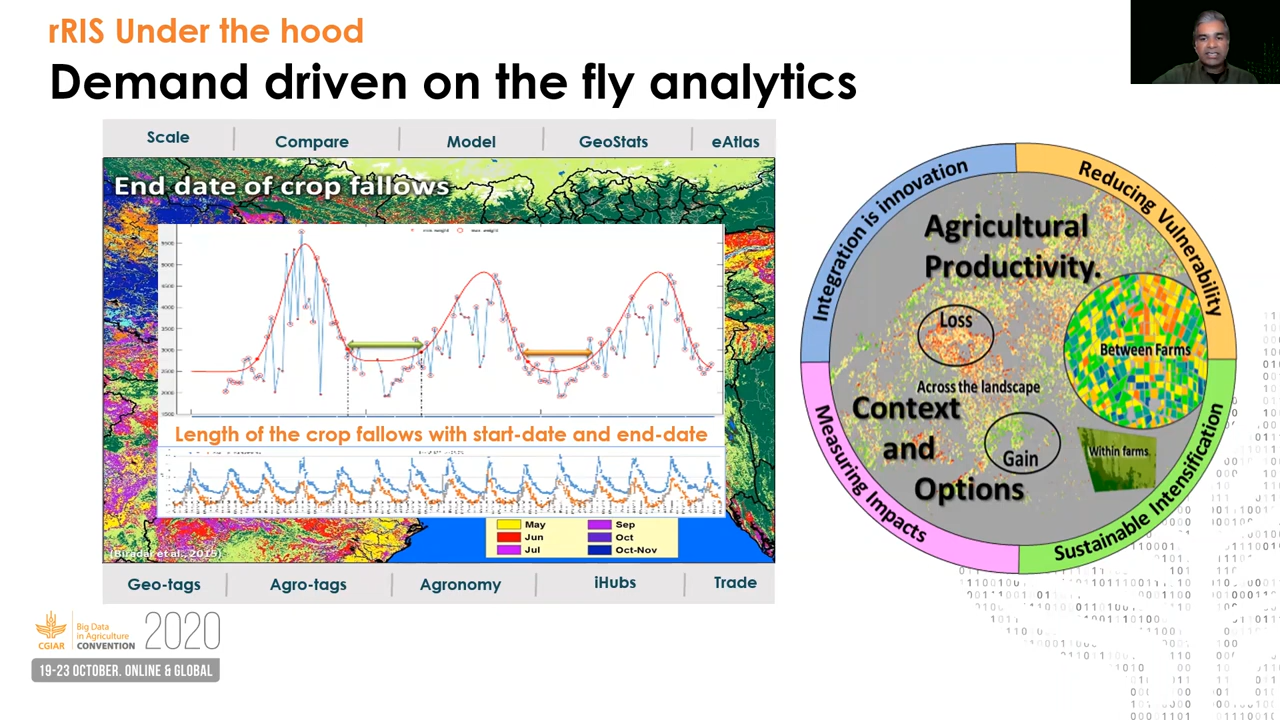 rRIS Under the hood
Demand driven on the fly analytics
Scale
Compare
Model
GeoStats
eAtlas
End date of crop fallows
Length of the crop fallows with start-date and end-date
May
Jun
Jul
Sep
Oct
Oct-Nov
(Biradar et al., 2015)
Geo-tags
Agro-tags
Agronomy
iHubs
Trade
Integration is innovation
Reducing Vulnerability
Measuring Impacts
Sustainable Intensification
Agricultural
Productivity.
Loss
Between Farms
Across the landscape
Context
and
Options
Gain
Within farms
CGIAR
Big Data
in Agriculture
CONVENTION
2020
19-23 OCTOBER. ONLINE & GLOBAL